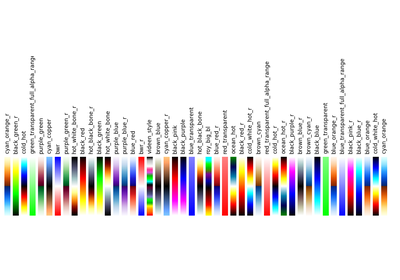 cyan_orange_r
black_green_r
cold_hot
green_transparent_full_alpha_range
purple_green
cyan_copper
bwr
purple_green_r
hot_white_bone_r
black_red
hot_black_bone_r
black_green
purple_blue
purple_blue_r
blue_red
bwr_r
videen_style
brown_blue
cyan_copper_r
black_pink
black_purple
blue_transparent
hot_black_bone
blue_red_r
red_transparent
ocean_hot
black_red_r
cold_white_hot_r
brown_cyan
red_transparent_full_alpha_range
cold_hot_r
ocean_hot_r
black_purple_r
brown_blue_r
brown_cyan_r
black_blue
green_transparent
blue_orange_r
blue_transparent_full_alpha_range
black_pink_r
black_blue_r
blue_orange
cold_white_hot
cyan_orange